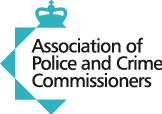 Association of
Police and Crime
Commissioners